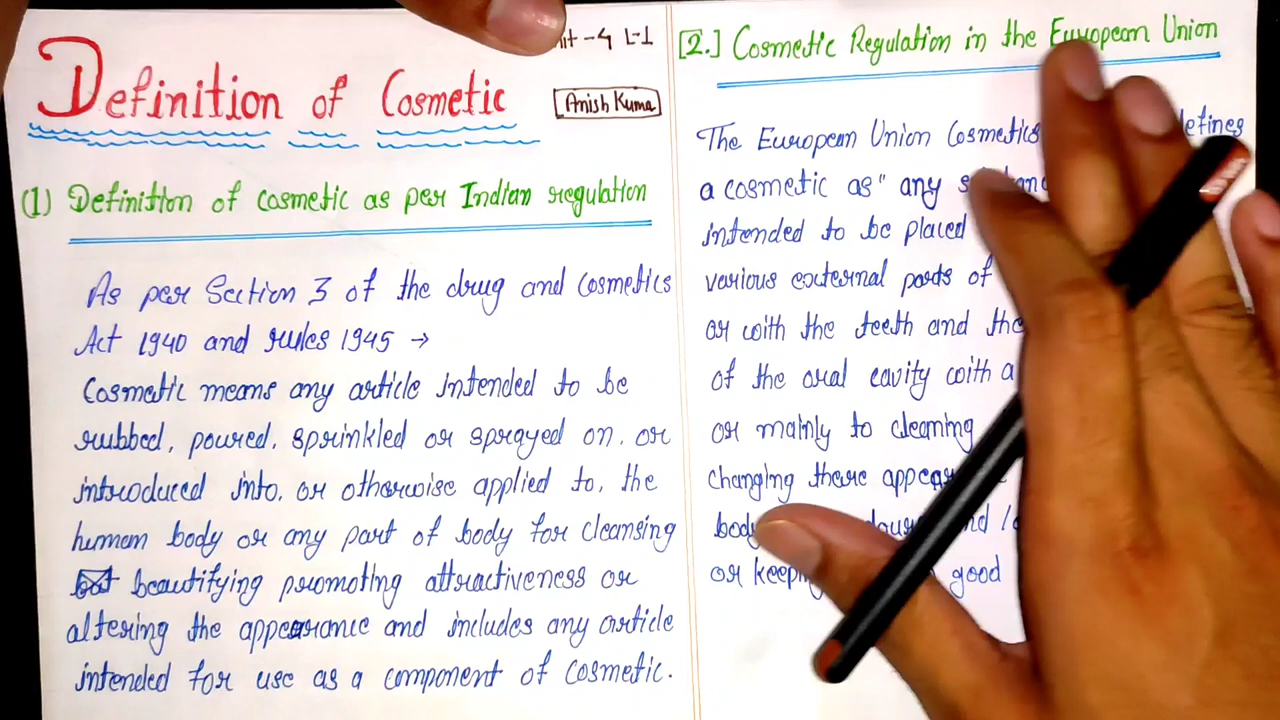 4 L-1
Definition of Cosmetic
Anish Kuma
(1) Definition of cosmetic as per Indian regulation
As per Section 3 of the drug and cosmetics
Act 1940 and rules 1945 →
Cosmetic means any article intended to be
rubbed, poured, sprinkled or sprayed on, or
introduced into, or otherwise applied to, the
human body or any part of body for cleansing
beautifying promoting attractiveness or
altering the appearance and includes any article
intended for use as a component of cosmetic.
[2.] Cosmetic Regulation in the European Union
The European Union Cosmetics
a cosmetic as" any
intended to be placed
various external parts of
or with the teeth and the
of the oral cavity with a
or mainly to cleaning
changing there
body
or good